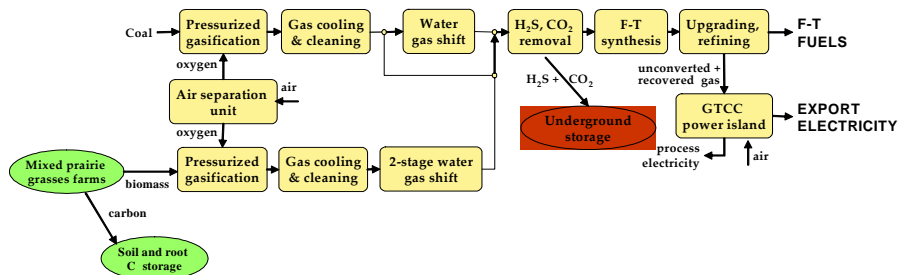 Coal
Pressurized
gasification
Gas cooling
& cleaning
Water
gas shift
H₂S, CO₂
removal
F-T
synthesis
Upgrading,
refining
F-T
FUELS
oxygen
H₂S + CO₂
unconverted +
recovered gas
Air separation
unit
air
oxygen
Underground
storage
GTCC
power island
EXPORT
ELECTRICITY
process
electricity
air
Mixed prairie
grasses farms
biomass
Pressurized
gasification
Gas cooling
& cleaning
2-stage water
gas shift
carbon
Soil and root
C storage